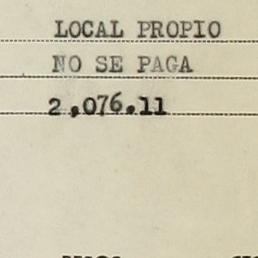 LOCAL PROPIO
NO SE PAGA
2,076.11